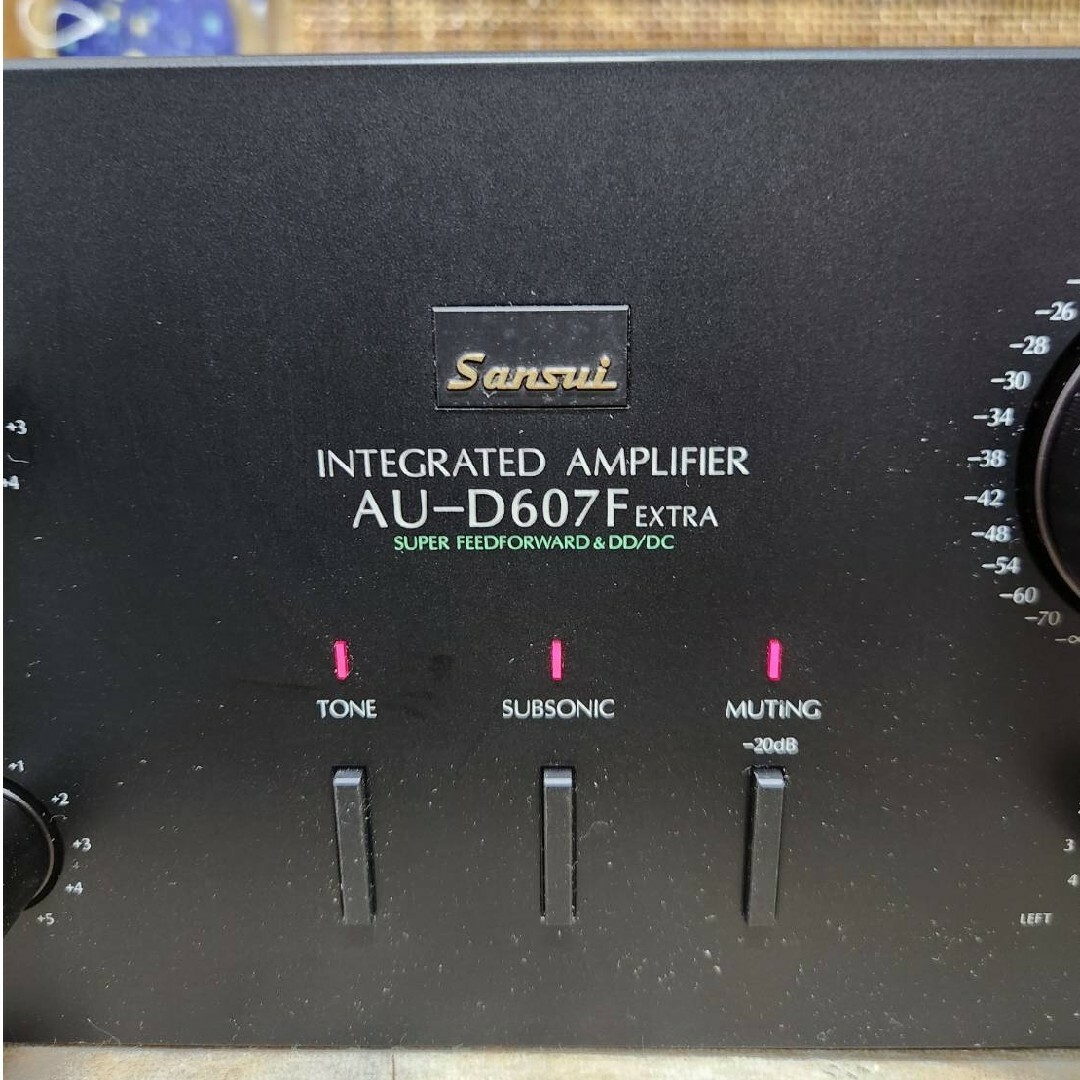 Sansui
INTEGRATED AMPLIFIER
AU-D607F EXTRA
SUPER FEEDFORWARD & DD/DC
TONE
SUBSONIC
MUTING
-20dB
+3
+4
+1
+2
+3
+4
+5
-26
-28
-30
-34
-38
-42
-48
-54
-60
-70
-∞
3
4
LEFT